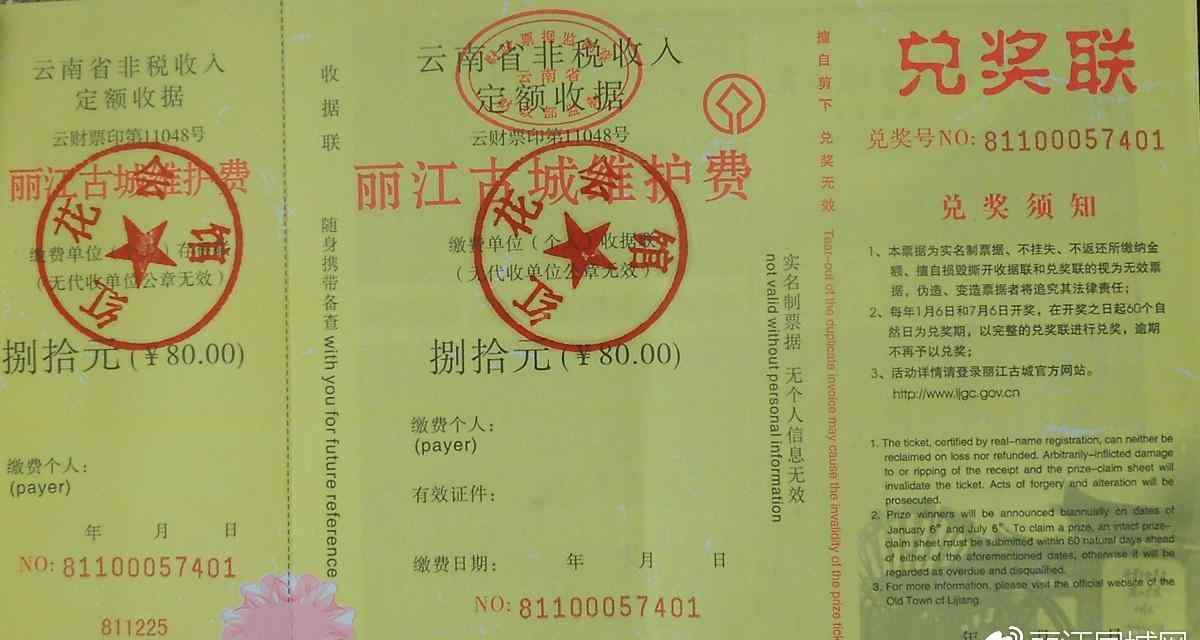 云南省非税收入
定额收据
云财票印第11048号
丽江古城维护费
缴费单位（
（无代收单位公章无效）
红花会馆
捌拾元(￥80.00)
缴费个人：
(payer)
年 月 日
NO: 81100057401
811225
收据联
随身携带备查 with you for future reference
云南省非税收入
定额收据
云南省
云财票印第11048号
丽江古城维护费
缴费单位（个人）收据联
（无代收单位公章无效）
红花会馆
捌拾元(￥80.00)
缴费个人：
(payer)
有效证件：
缴费日期： 年 月 日
NO: 81100057401
实名制票据 无个人信息无效
not valid without personal information
擅自剪下 兑奖无效 Tear-out of the duplicate invoice may cause the invalidity of the prize
兑奖联
兑奖号NO: 81100057401
兑奖须知
1、本票据为实名制票据、不挂失、不返还所缴纳金
额、擅自损毁撕开收据联和兑奖联的视为无效票
据，伪造、变造票据者将追究其法律责任；
2、每年1月6日和7月6日开奖，在开奖之日起60个自
然日为兑奖期，以完整的兑奖联进行兑奖，逾期
不再予以兑奖；
3、活动详情请登录丽江古城官方网站。
http://www.ljgc.gov.cn
1. The ticket, certified by real-name registration, can neither be
reclaimed on loss nor refunded. Arbitrarily-inflicted damage
to or ripping of the receipt and the prize-claim sheet will
invalidate the ticket. Acts of forgery and alteration will be
prosecuted.
2. Prize winners will be announced biannually on dates of
January 6th and July 6th. To claim a prize, an intact prize-
claim sheet must be submitted within 60 natural days ahead
of either of the aforementioned dates, otherwise it will be
regarded as overdue and disqualified.
3. For more information, please visit the official website of the
Old Town of Lijiang.